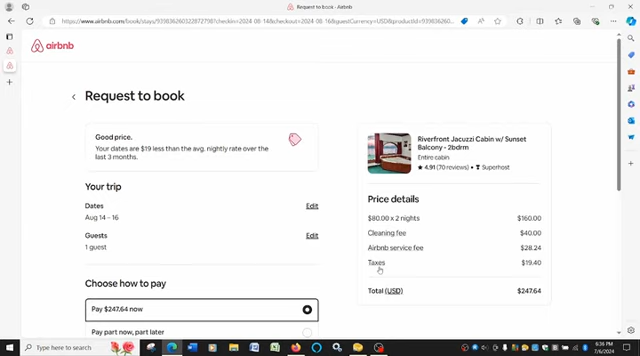 Request to book - Airbnb
airbnb
Request to book
Good price.
Your dates are $19 less than the avg. nightly rate over the
last 3 months.
Your trip
Dates
Edit
Aug 14 – 16
Guests
Edit
1 guest
Choose how to pay
Pay $247.64 now
Pay part now, part later
Riverfront Jacuzzi Cabin w/ Sunset
Balcony - 2bdrm
Entire cabin
★ 4.91 (70 reviews) • Superhost
Price details
$80.00 x 2 nights $160.00
Cleaning fee $40.00
Airbnb service fee $28.24
Taxes $19.40
Total (USD) $247.64
Type here to search
6:36 PM
7/6/2024